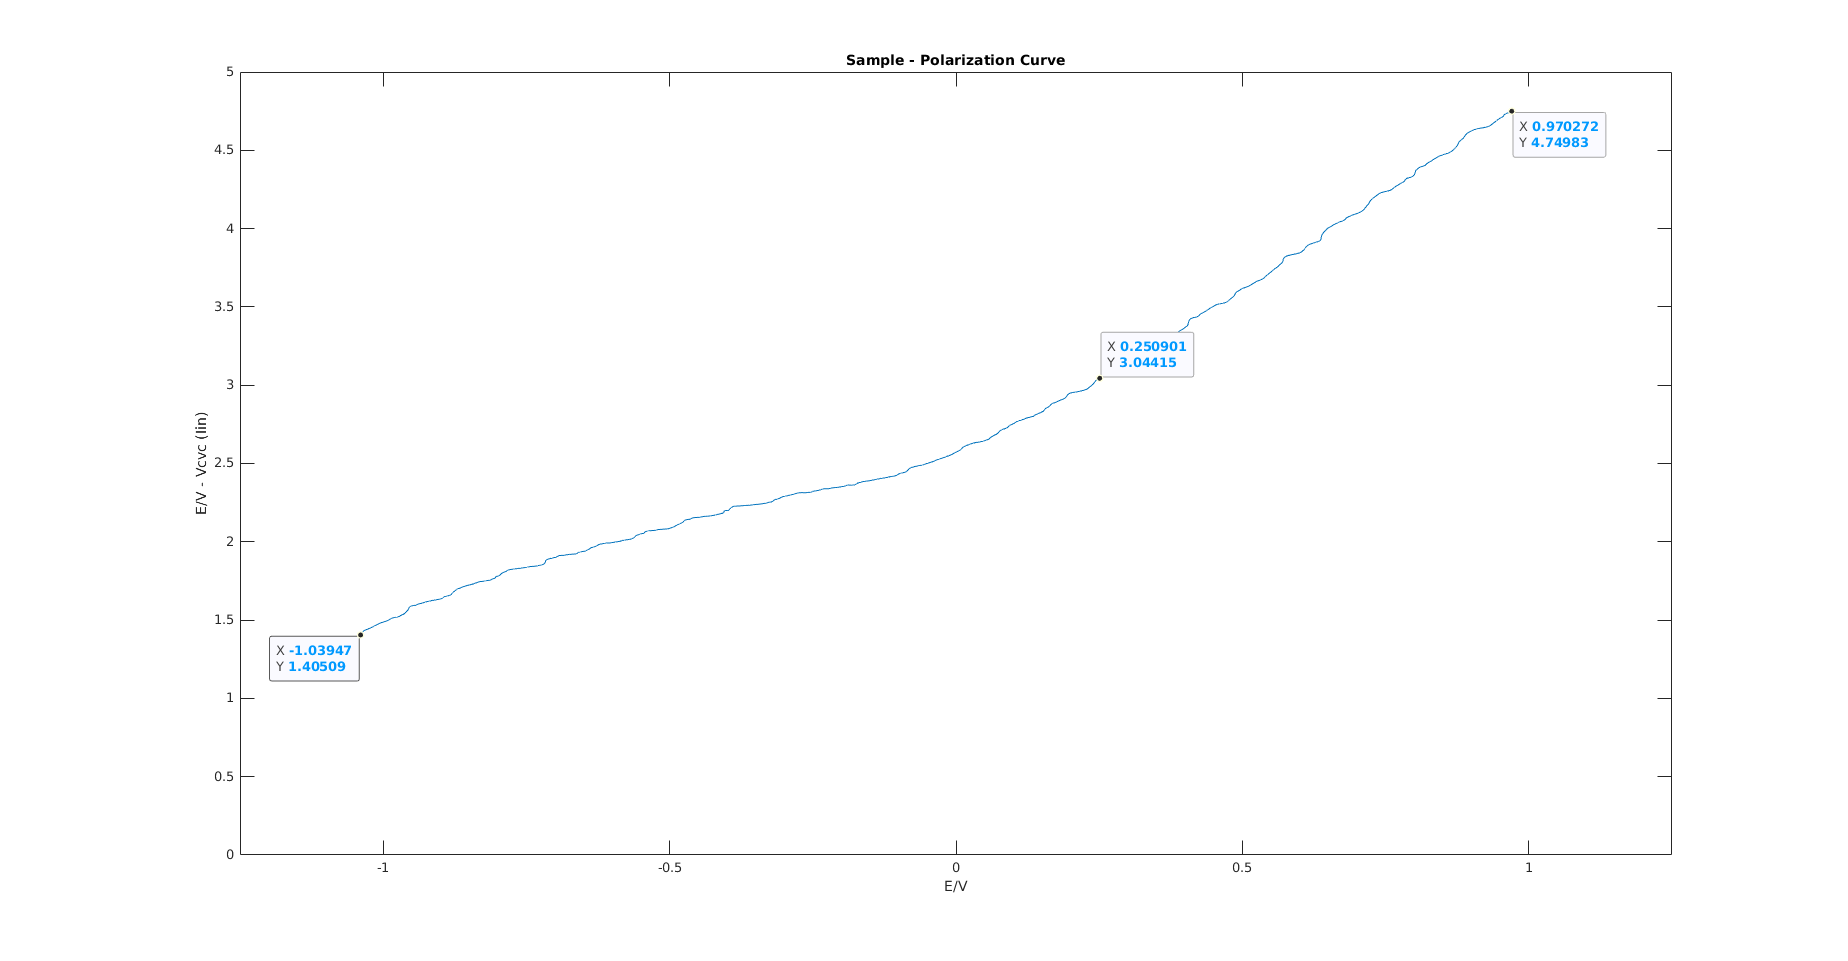 Sample - Polarization Curve
5
4.5
4
3.5
3
2.5
2
1.5
1
0.5
0
E/V - Vcvc (Iin)
X 0.970272
Y 4.74983
X 0.250901
Y 3.04415
X -1.03947
Y 1.40509
-1
-0.5
0
0.5
1
E/V